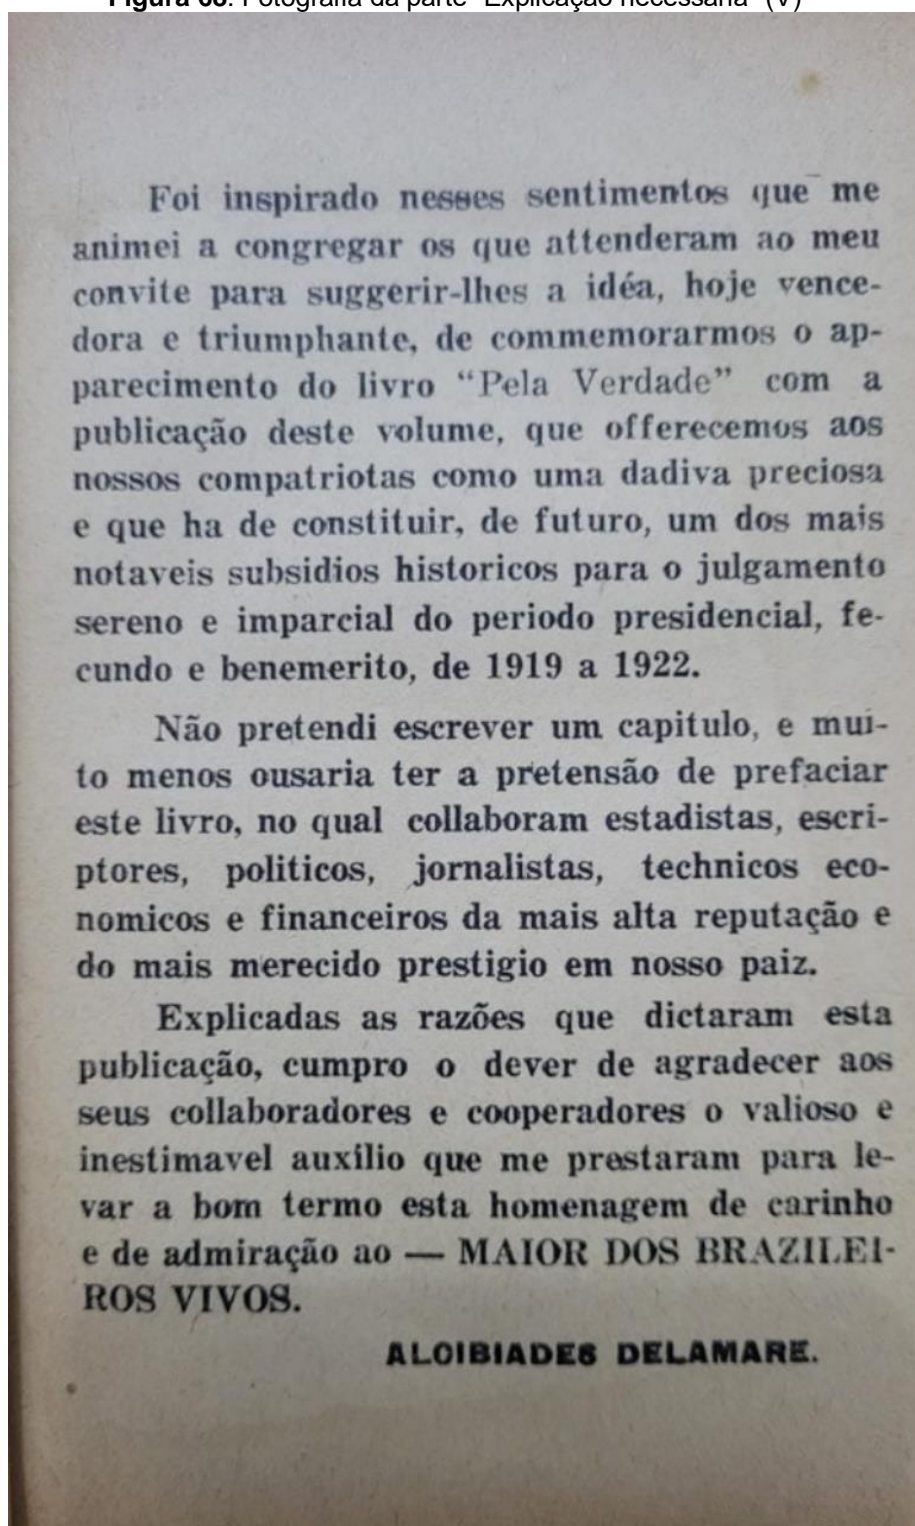 Foi inspirado nesses sentimentos que me
animei a congregar os que attenderam ao meu
convite para suggerir-lhes a idéa, hoje vence-
dora e triumphante, de commemorarmos o ap-
parecimento do livro "Pela Verdade" com a
publicação deste volume, que offerecemos aos
nossos compatriotas como uma dadiva preciosa
e que ha de constituir, de futuro, um dos mais
notaveis subsidios historicos para o julgamento
sereno e imparcial do periodo presidencial, fe-
cundo e benemerito, de 1919 a 1922.
Não pretendi escrever um capitulo, e mui-
to menos ousaria ter a pretensão de prefaciar
este livro, no qual collaboram estadistas, escri-
ptores, politicos, jornalistas, technicos eco-
nomicos e financeiros da mais alta reputação e
do mais merecido prestigio em nosso paiz.
Explicadas as razões que dictaram esta
publicação, cumpro o dever de agradecer aos
seus collaboradores e cooperadores o valioso e
inestimavel auxilio que me prestaram para le-
var a bom termo esta homenagem de carinho
e de admiração ao — MAIOR DOS BRAZILEI-
ROS VIVOS.
ALCIBIADES DELAMARE.